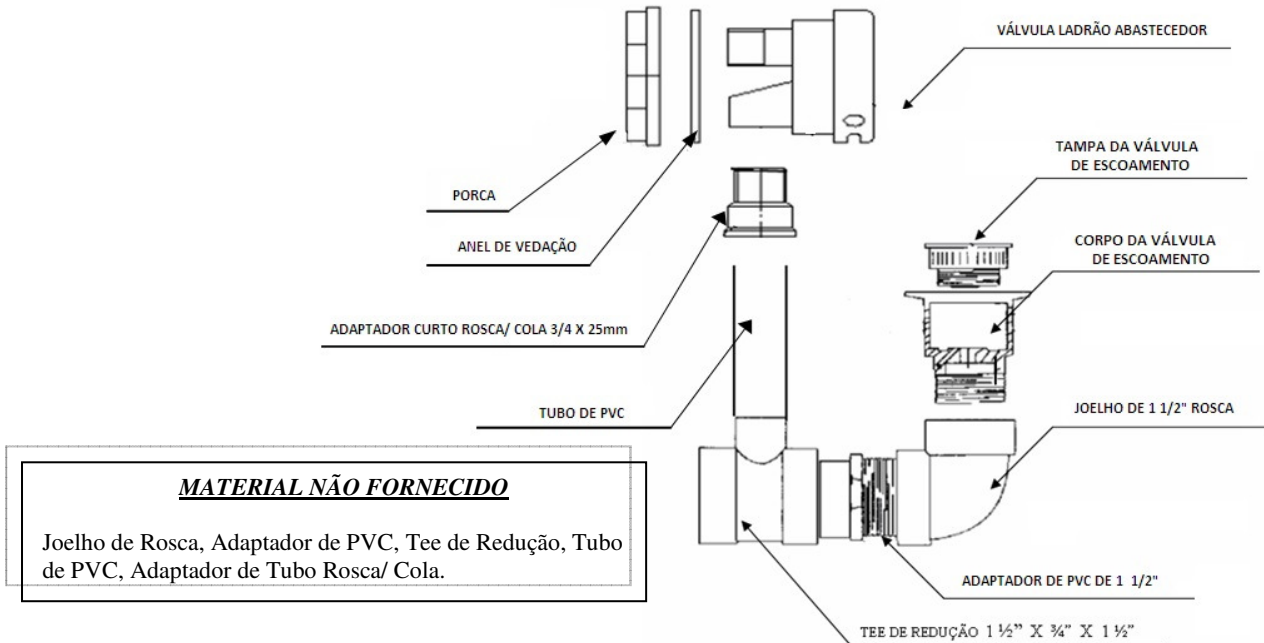 VÁLVULA LADRÃO ABASTECEDOR
TAMPA DA VÁLVULA
DE ESCOAMENTO
PORCA
ANEL DE VEDAÇÃO
CORPO DA VÁLVULA
DE ESCOAMENTO
ADAPTADOR CURTO ROSCA/ COLA 3/4 X 25mm
TUBO DE PVC
JOELHO DE 1 1/2" ROSCA
MATERIAL NÃO FORNECIDO
Joelho de Rosca, Adaptador de PVC, Tee de Redução, Tubo
de PVC, Adaptador de Tubo Rosca/ Cola.
ADAPTADOR DE PVC DE 1 1/2"
TEE DE REDUÇÃO 1 ½” X ¾” X 1 ½”